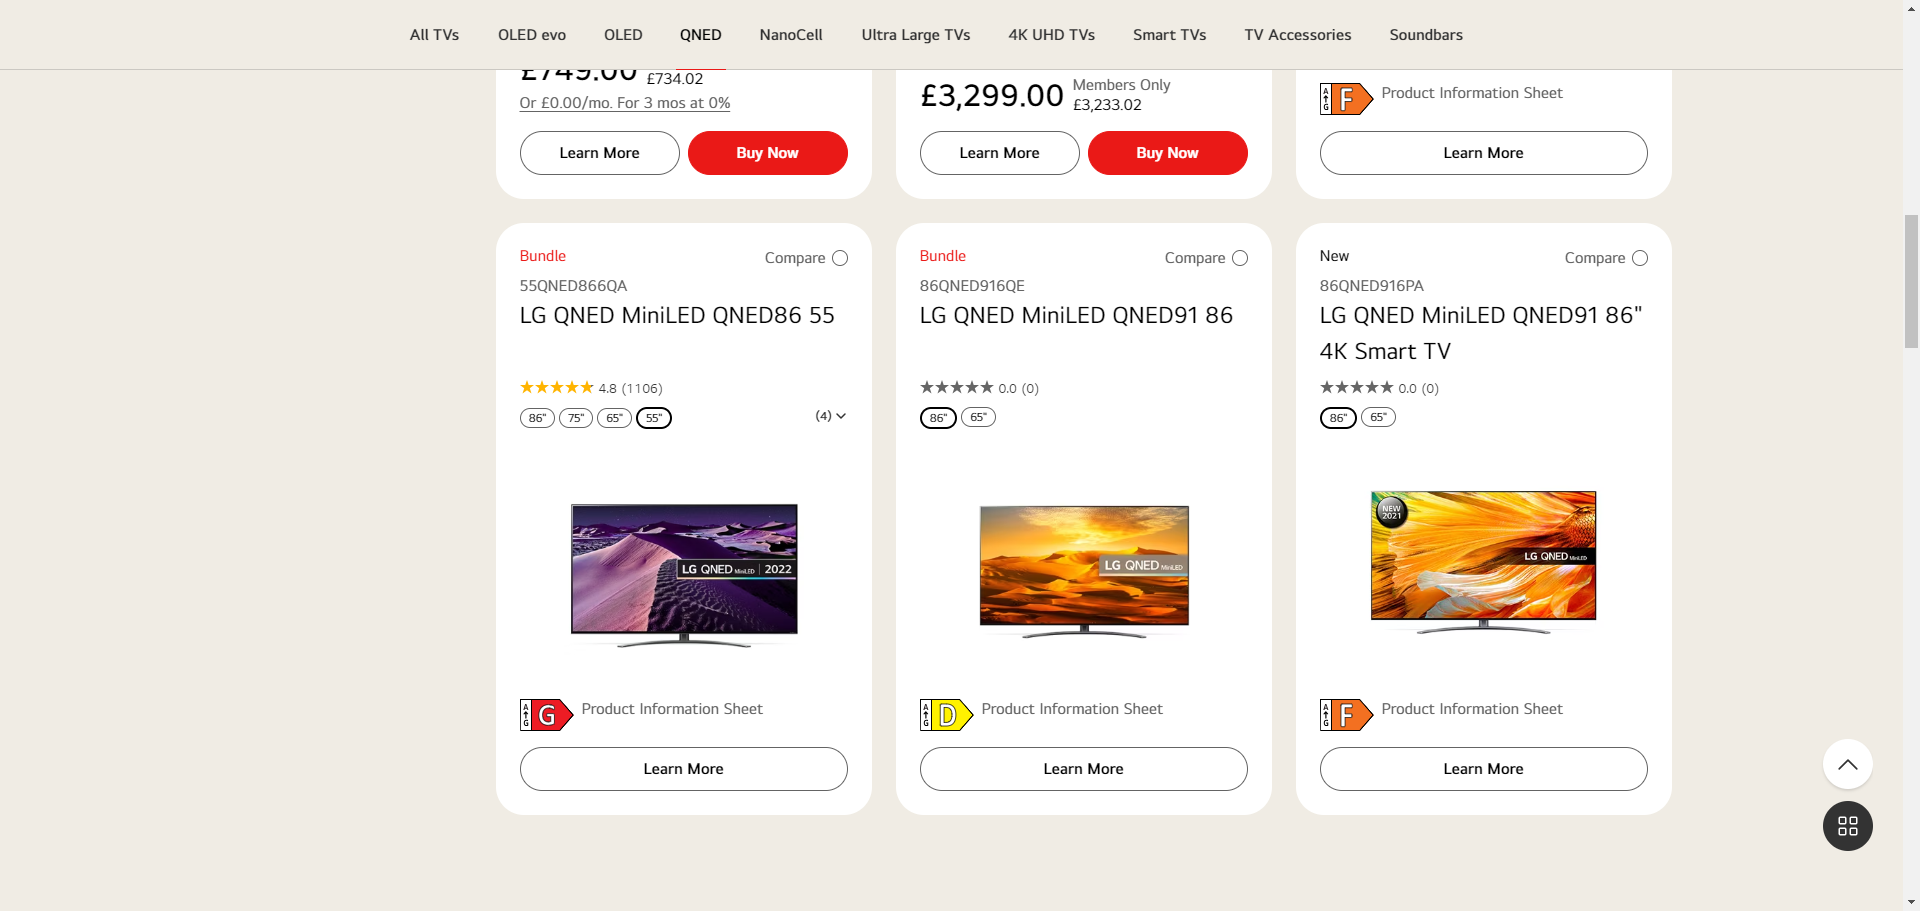 All TVs OLED evo OLED QNED NanoCell Ultra Large TVs 4K UHD TVs Smart TVs TV Accessories Soundbars
£749.00 £734.02
Or £0.00/mo. For 3 mos at 0%
Learn More Buy Now
£3,299.00 Members Only
£3,233.02
Learn More Buy Now
A G F Product Information Sheet
Learn More
Bundle Compare
55QNED866QA
LG QNED MiniLED QNED86 55
4.8 (1106)
86" 75" 65" 55" (4)
LG QNED MiniLED 2022
A G G Product Information Sheet
Learn More
Bundle Compare
86QNED916QE
LG QNED MiniLED QNED91 86
0.0 (0)
86" 65"
LG QNED MiniLED
A G D Product Information Sheet
Learn More
New Compare
86QNED916PA
LG QNED MiniLED QNED91 86"
4K Smart TV
0.0 (0)
86" 65"
NEW
2021
LG QNED MiniLED
A G F Product Information Sheet
Learn More